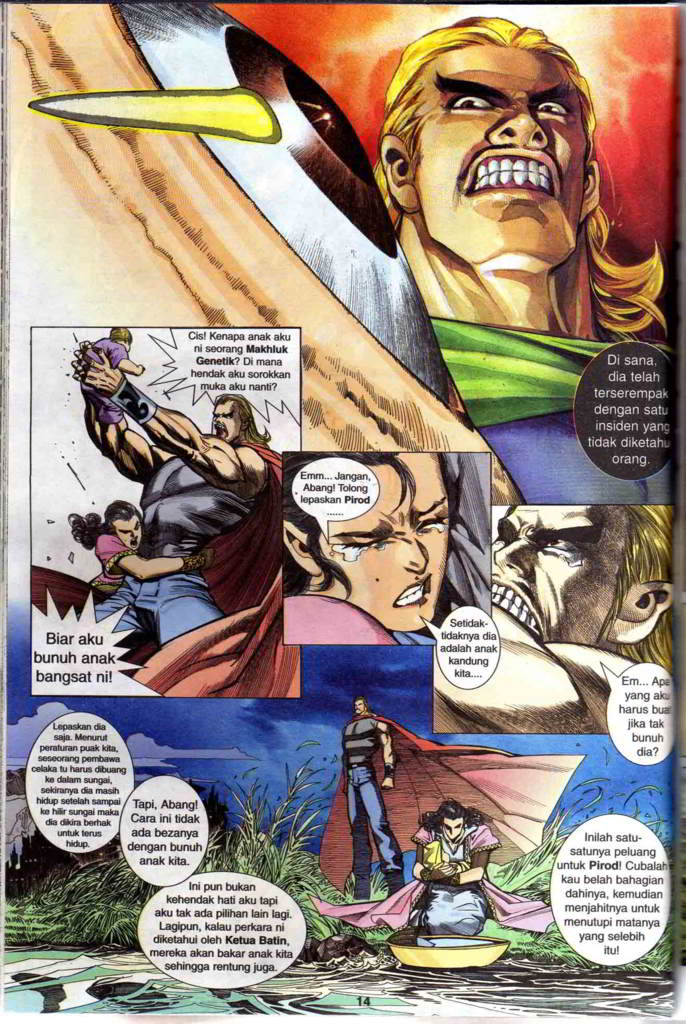 Di sana,
dia telah
terserempak
dengan satu
insiden yang
tidak diketahu
orang.
Cis! Kenapa anak aku
ni seorang Makhluk
Genetik? Di mana
hendak aku sorokkan
muka aku nanti?
Biar aku
bunuh anak
bangsat ni!
Emm... Jangan,
Abang! Tolong
lepaskan Pirod
......
Setidak-
tidaknya dia
adalah anak
kandung
kita....
Em... Apa
yang aku
harus bua
jika tak
bunuh
dia?
Lepaskan dia
saja. Menurut
peraturan puak kita,
seseorang pembawa
celaka tu harus dibuang
ke dalam sungai,
sekiranya dia masih
hidup setelah sampai
ke hilir sungai maka
dia dikira berhak
untuk terus
hidup.
Tapi, Abang!
Cara ini tidak
ada bezanya
dengan bunuh
anak kita.
Ini pun bukan
kehendak hati aku tapi
aku tak ada pilihan lain lagi.
Lagipun, kalau perkara ni
diketahui oleh Ketua Batin,
mereka akan bakar anak kita
sehingga rentung juga.
Inilah satu-
satunya peluang
untuk Pirod! Cubalah
kau belah bahagian
dahinya, kemudian
menjahitnya untuk
menutupi matanya
yang selebih
itu!
14